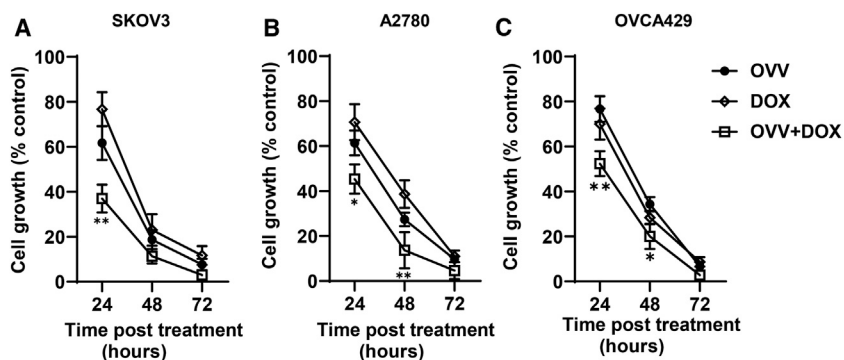 A SKOV3
B A2780
C OVCA429
Cell growth (% control)
100
80
60
40
20
0
**
24 48 72
Time post treatment
(hours)
Cell growth (% control)
100
80
60
40
20
0
*
**
24 48 72
Time post treatment
(hours)
Cell growth (% control)
100
80
60
40
20
0
**
*
24 48 72
Time post treatment
(hours)
OVV
DOX
OVV+DOX